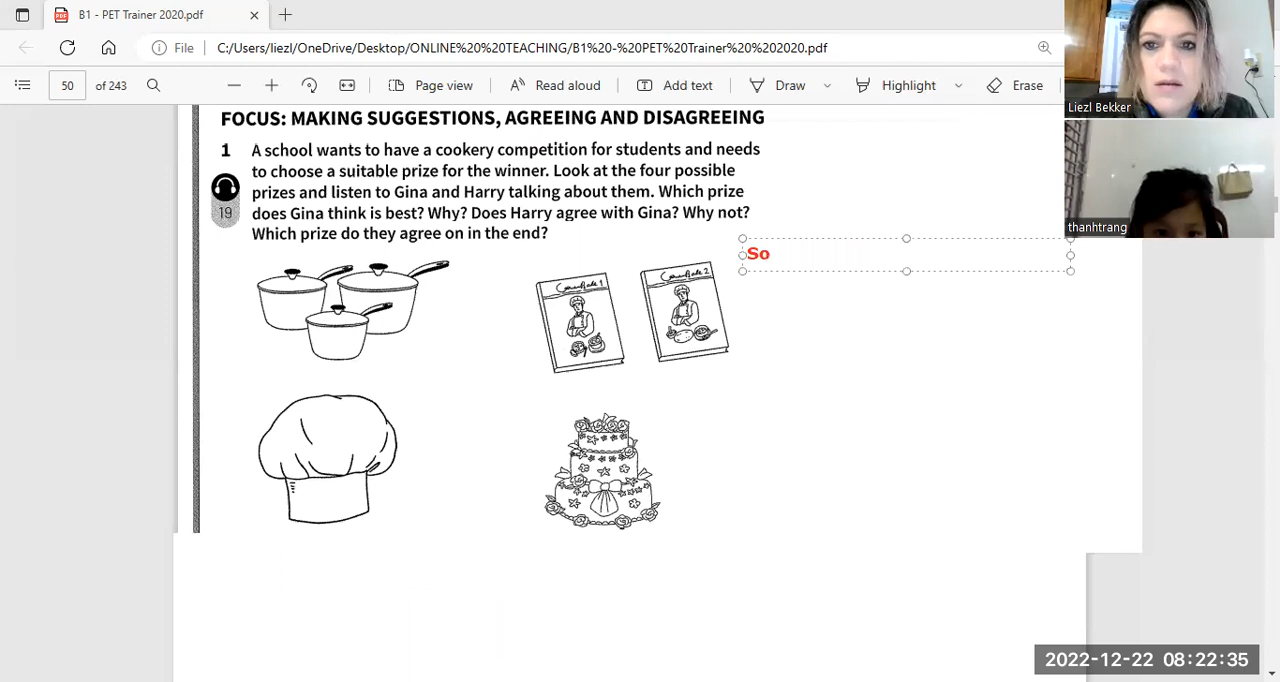 B1 - PET Trainer 2020.pdf
File C:/Users/liezl/OneDrive/Desktop/ONLINE%20%20TEACHING/B1%20-%20PET%20Trainer%20%202020.pdf
50 of 243 Page view Read aloud Add text Draw Highlight Erase
Liezl Bekker
thanhtrang
FOCUS: MAKING SUGGESTIONS, AGREEING AND DISAGREEING
1 A school wants to have a cookery competition for students and needs
to choose a suitable prize for the winner. Look at the four possible
prizes and listen to Gina and Harry talking about them. Which prize
19 does Gina think is best? Why? Does Harry agree with Gina? Why not?
Which prize do they agree on in the end?
So
2022-12-22 08:22:35